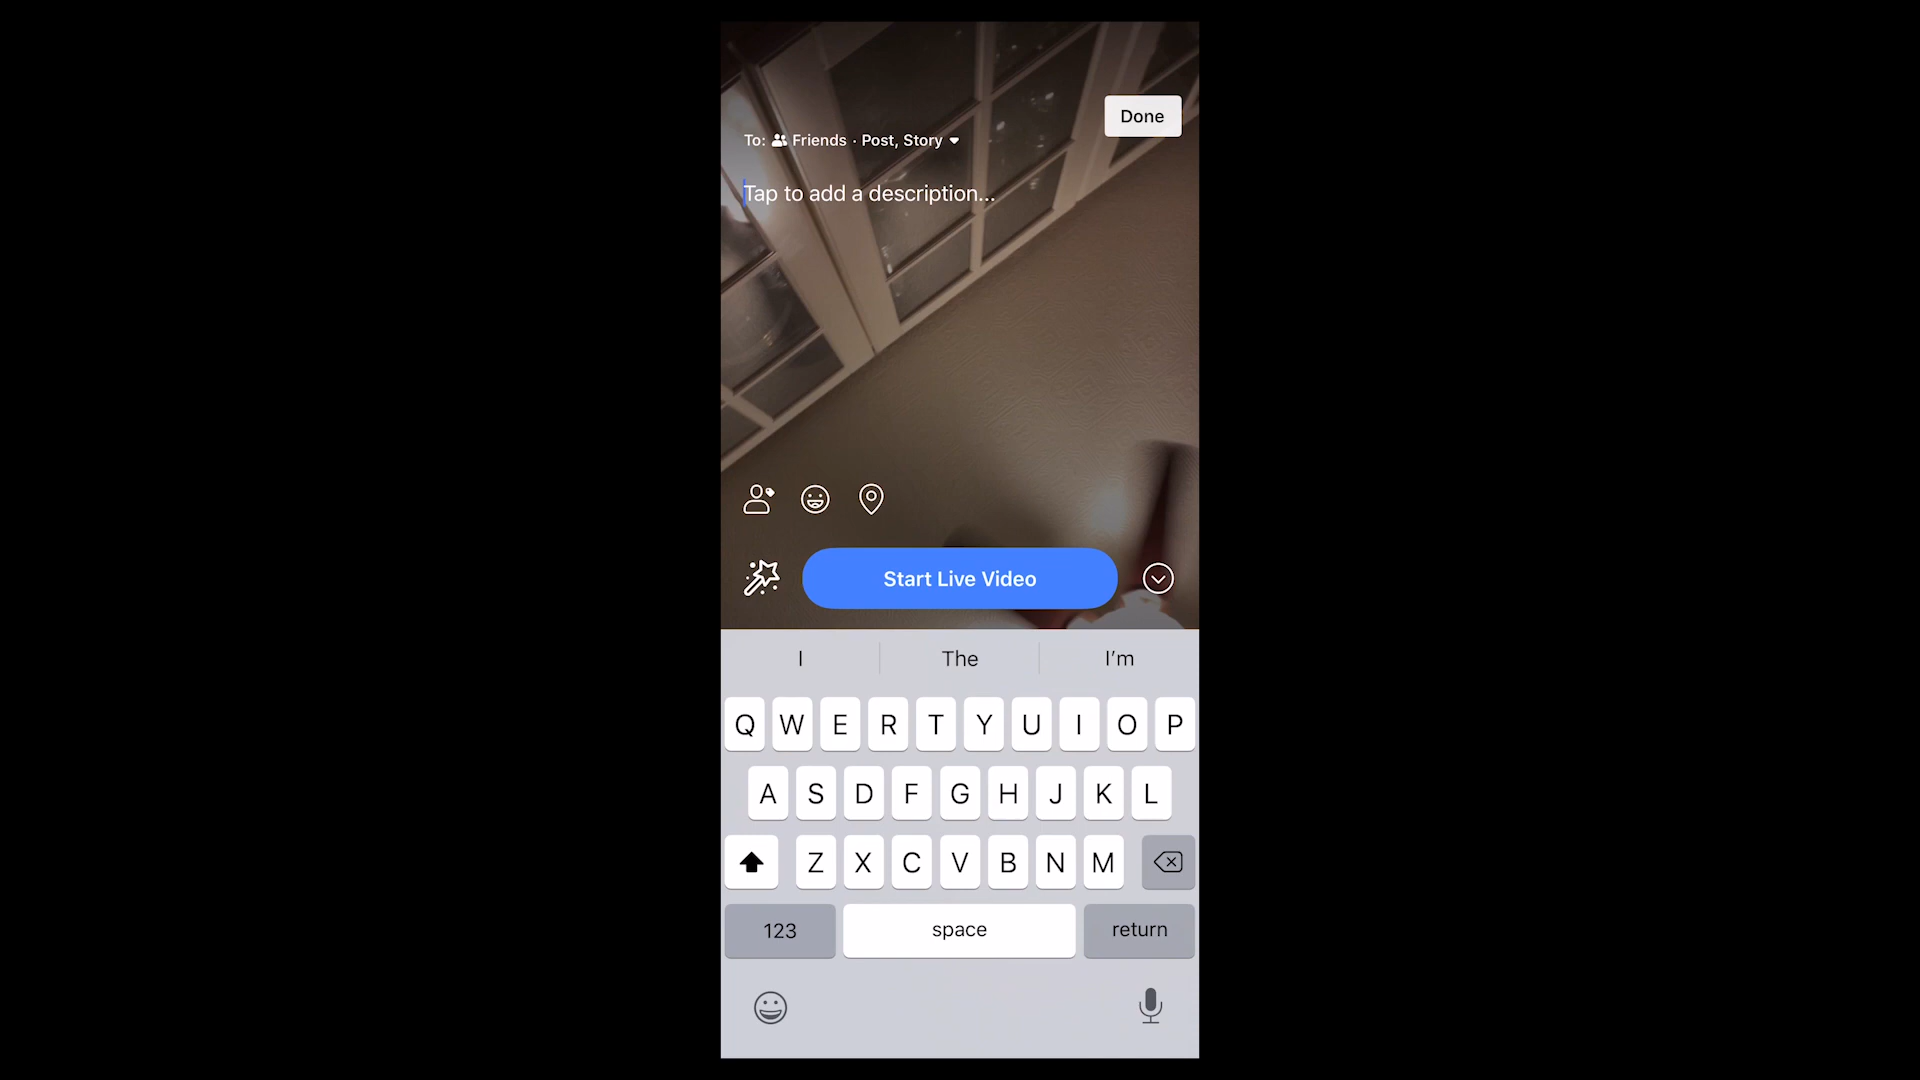 Done
To: Friends · Post, Story
Tap to add a description...
Start Live Video
I The I’m
Q W E R T Y U I O P
A S D F G H J K L
Z X C V B N M
123 space return